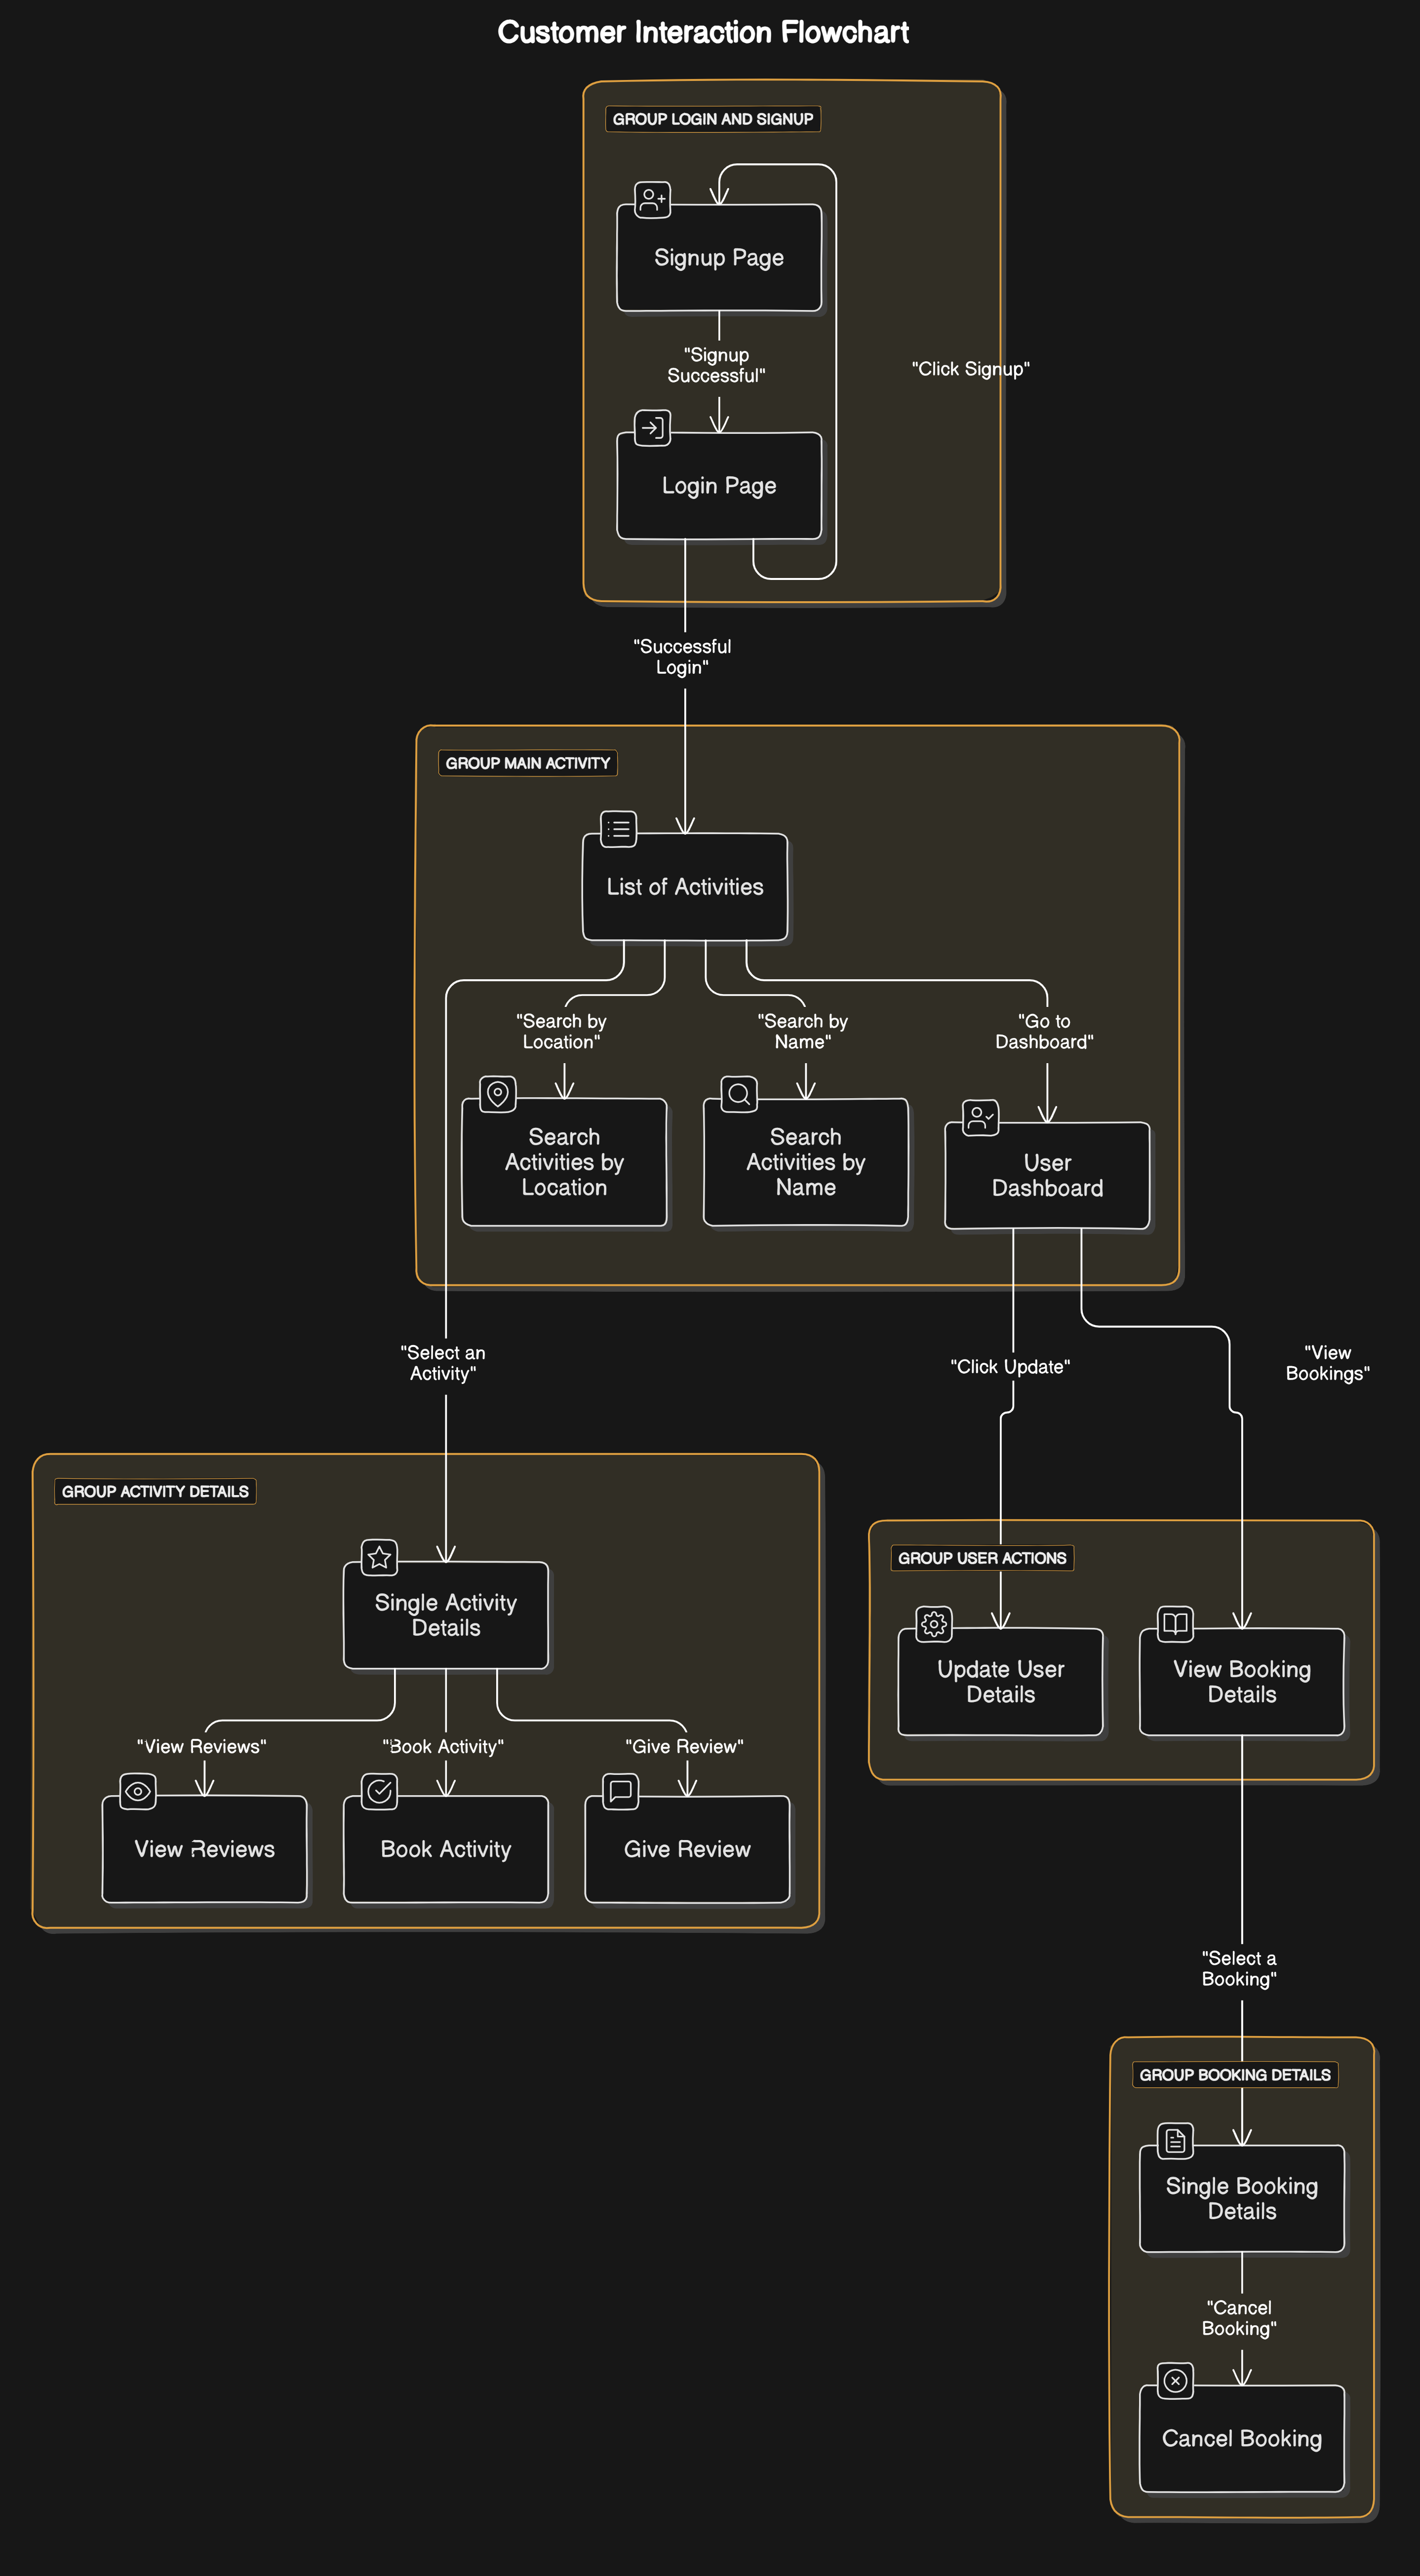 Customer Interaction Flowchart
GROUP LOGIN AND SIGNUP
Signup Page
"Signup
Successful"
"Click Signup"
Login Page
"Successful
Login"
GROUP MAIN ACTIVITY
List of Activities
"Search by
Location"
"Search by
Name"
"Go to
Dashboard"
Search
Activities by
Location
Search
Activities by
Name
User
Dashboard
"Select an
Activity"
"Click Update"
"View
Bookings"
GROUP ACTIVITY DETAILS
Single Activity
Details
"View Reviews"
"Book Activity"
"Give Review"
View Reviews
Book Activity
Give Review
GROUP USER ACTIONS
Update User
Details
View Booking
Details
"Select a
Booking"
GROUP BOOKING DETAILS
Single Booking
Details
"Cancel
Booking"
Cancel Booking